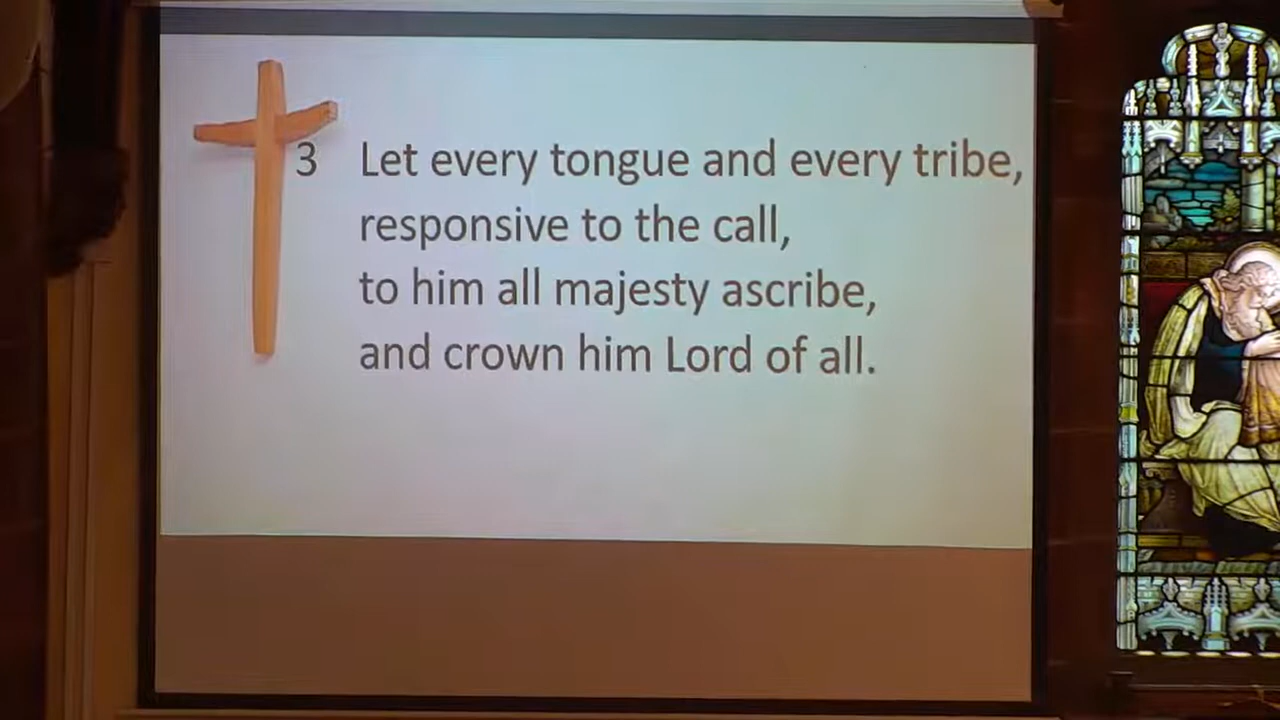 3 Let every tongue and every tribe,
responsive to the call,
to him all majesty ascribe,
and crown him Lord of all.